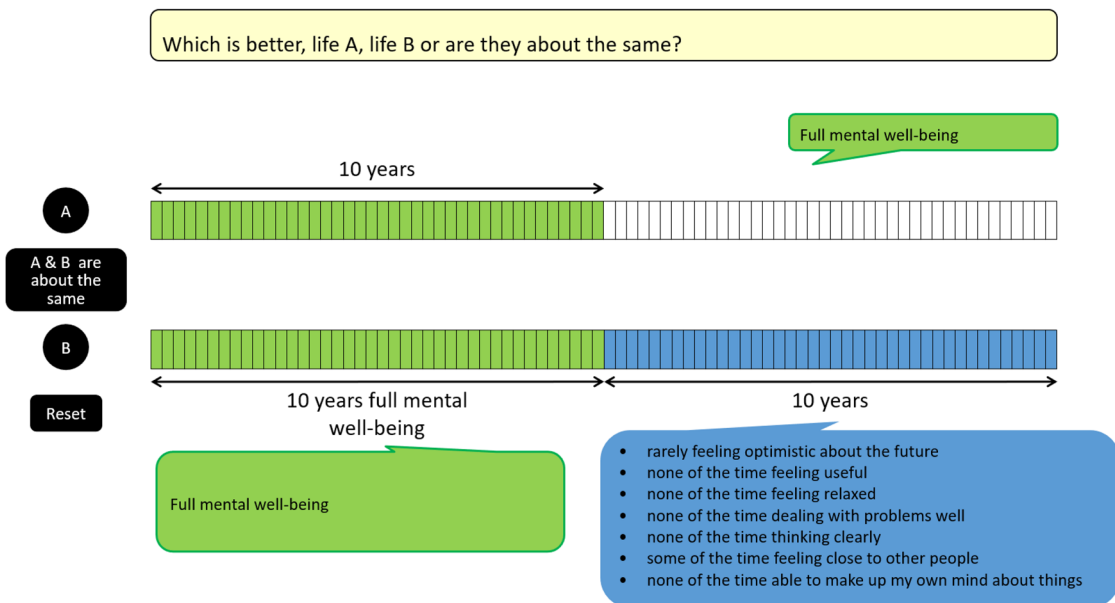 Which is better, life A, life B or are they about the same?
Full mental well-being
10 years
A
A & B are
about the
same
B
Reset
10 years full mental
well-being
10 years
Full mental well-being
• rarely feeling optimistic about the future
• none of the time feeling useful
• none of the time feeling relaxed
• none of the time dealing with problems well
• none of the time thinking clearly
• some of the time feeling close to other people
• none of the time able to make up my own mind about things